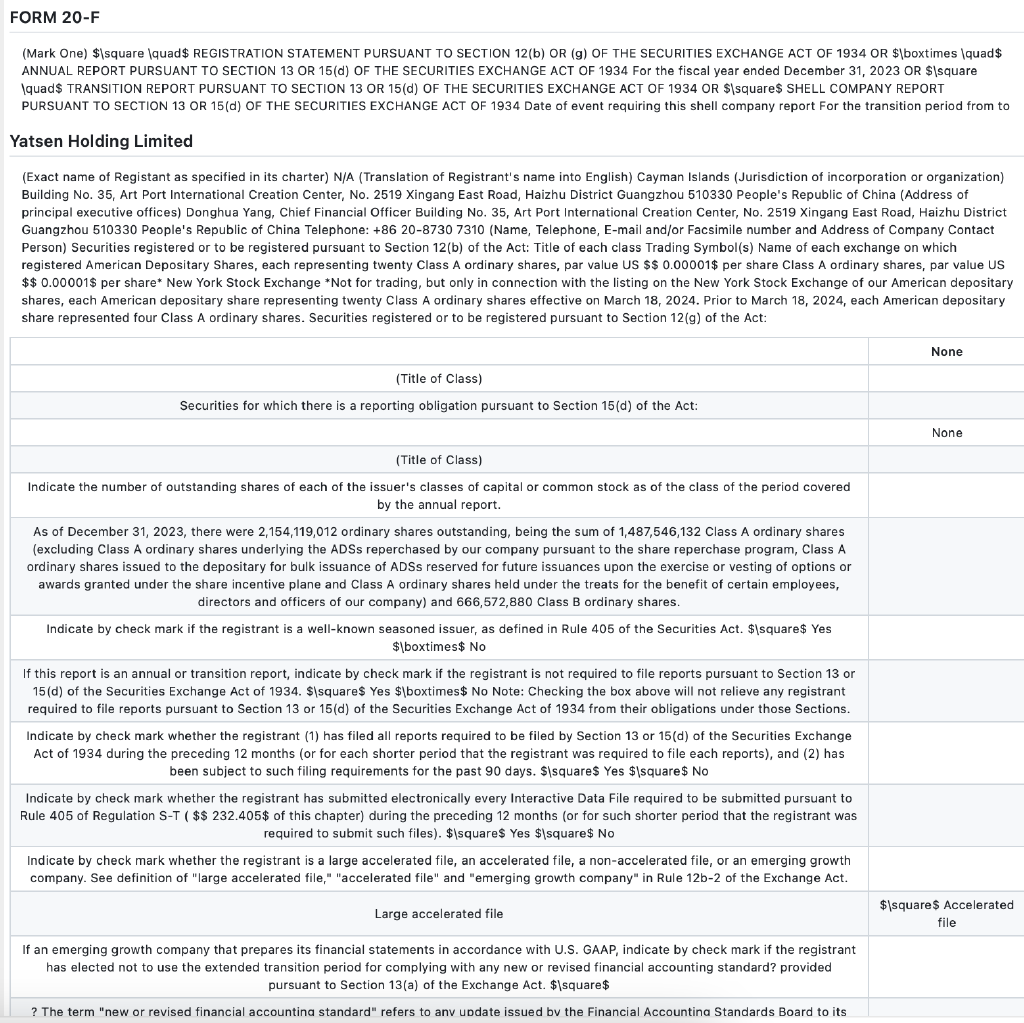 FORM 20-F
(Mark One) $\square \quad$ REGISTRATION STATEMENT PURSUANT TO SECTION 12(b) OR (g) OF THE SECURITIES EXCHANGE ACT OF 1934 OR $\boxtimes \quad$
ANNUAL REPORT PURSUANT TO SECTION 13 OR 15(d) OF THE SECURITIES EXCHANGE ACT OF 1934 For the fiscal year ended December 31, 2023 OR $\square
\quad$ TRANSITION REPORT PURSUANT TO SECTION 13 OR 15(d) OF THE SECURITIES EXCHANGE ACT OF 1934 OR $\square$ SHELL COMPANY REPORT
PURSUANT TO SECTION 13 OR 15(d) OF THE SECURITIES EXCHANGE ACT OF 1934 Date of event requiring this shell company report For the transition period from to
Yatsen Holding Limited
(Exact name of Registrant as specified in its charter) N/A (Translation of Registrant's name into English) Cayman Islands (Jurisdiction of incorporation or organization)
Building No. 35, Art Port International Creation Center, No. 2519 Xingang East Road, Haizhu District Guangzhou 510330 People's Republic of China (Address of
principal executive offices) Donghua Yang, Chief Financial Officer Building No. 35, Art Port International Creation Center, No. 2519 Xingang East Road, Haizhu District
Guangzhou 510330 People's Republic of China Telephone: +86 20-8730 7310 (Name, Telephone, E-mail and/or Facsimile number and Address of Company Contact
Person) Securities registered or to be registered pursuant to Section 12(b) of the Act: Title of each class Trading Symbol(s) Name of each exchange on which
registered American Depositary Shares, each representing twenty Class A ordinary shares, par value US $$ 0.00001$ per share Class A ordinary shares, par value US
$$ 0.00001$ per share* New York Stock Exchange *Not for trading, but only in connection with the listing on the New York Stock Exchange of our American depositary
shares, each American depositary share representing twenty Class A ordinary shares effective on March 18, 2024. Prior to March 18, 2024, each American depositary
share represented four Class A ordinary shares. Securities registered or to be registered pursuant to Section 12(g) of the Act:
None
(Title of Class)
Securities for which there is a reporting obligation pursuant to Section 15(d) of the Act:
None
(Title of Class)
Indicate the number of outstanding shares of each of the issuer's classes of capital or common stock as of the class of the period covered
by the annual report.
As of December 31, 2023, there were 2,154,119,012 ordinary shares outstanding, being the sum of 1,487,546,132 Class A ordinary shares
(excluding Class A ordinary shares underlying the ADSs reperchased by our company pursuant to the share reperchase program, Class A
ordinary shares issued to the depositary for bulk issuance of ADSs reserved for future issuances upon the exercise or vesting of options or
awards granted under the share incentive plane and Class A ordinary shares held under the treats for the benefit of certain employees,
directors and officers of our company) and 666,572,880 Class B ordinary shares.
Indicate by check mark if the registrant is a well-known seasoned issuer, as defined in Rule 405 of the Securities Act. $\square$ Yes
$\boxtimes$ No
If this report is an annual or transition report, indicate by check mark if the registrant is not required to file reports pursuant to Section 13 or
15(d) of the Securities Exchange Act of 1934. $\square$ Yes $\boxtimes$ No Note: Checking the box above will not relieve any registrant
required to file reports pursuant to Section 13 or 15(d) of the Securities Exchange Act of 1934 from their obligations under those Sections.
Indicate by check mark whether the registrant (1) has filed all reports required to be filed by Section 13 or 15(d) of the Securities Exchange
Act of 1934 during the preceding 12 months (or for each shorter period that the registrant was required to file each reports), and (2) has
been subject to such filing requirements for the past 90 days. $\square$ Yes $\square$ No
Indicate by check mark whether the registrant has submitted electronically every Interactive Data File required to be submitted pursuant to
Rule 405 of Regulation S-T ( $$ 232.405$ of this chapter) during the preceding 12 months (or for such shorter period that the registrant was
required to submit such files). $\square$ Yes $\square$ No
Indicate by check mark whether the registrant is a large accelerated file, an accelerated file, a non-accelerated file, or an emerging growth
company. See definition of "large accelerated file," "accelerated file" and "emerging growth company" in Rule 12b-2 of the Exchange Act.
Large accelerated file
$\square$ Accelerated
file
If an emerging growth company that prepares its financial statements in accordance with U.S. GAAP, indicate by check mark if the registrant
has elected not to use the extended transition period for complying with any new or revised financial accounting standard? provided
pursuant to Section 13(a) of the Exchange Act. $\square$
? The term "new or revised financial accounting standard" refers to any update issued by the Financial Accounting Standards Board to its